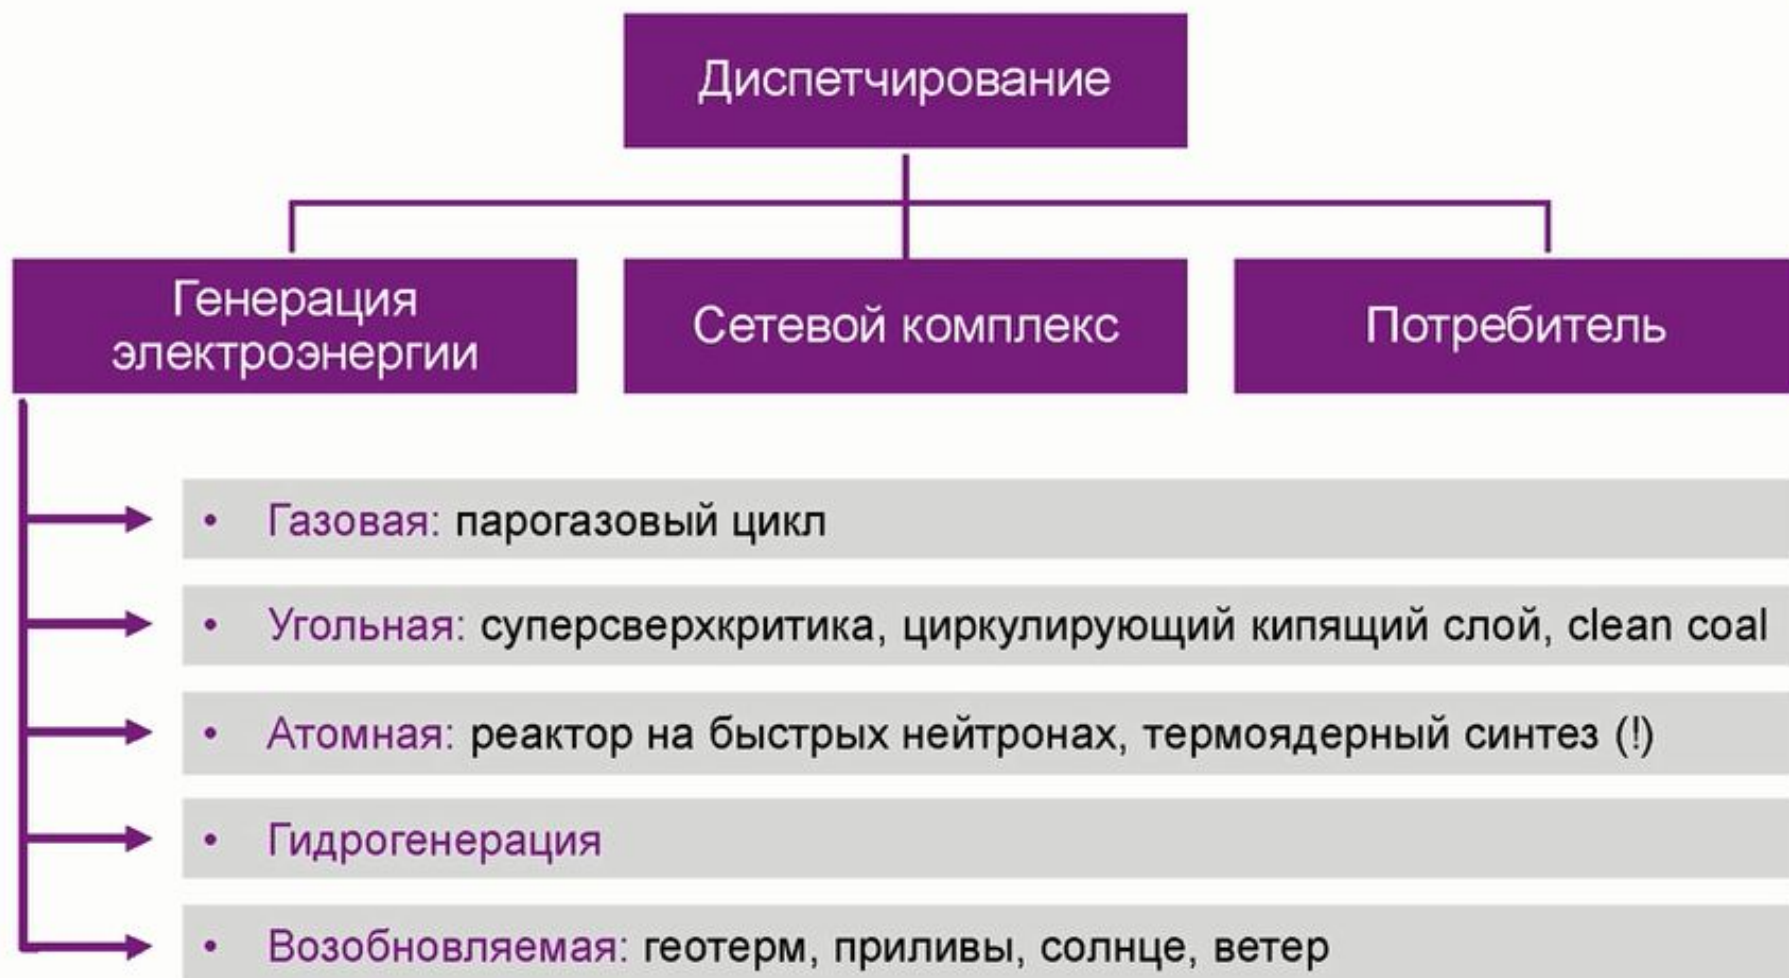 Диспетчирование
Генерация
электроэнергии
Сетевой комплекс
Потребитель
• Газовая: парогазовый цикл
• Угольная: суперсверхкритика, циркулирующий кипящий слой, clean coal
• Атомная: реактор на быстрых нейтронах, термоядерный синтез (!)
• Гидрогенерация
• Возобновляемая: геотерм, приливы, солнце, ветер